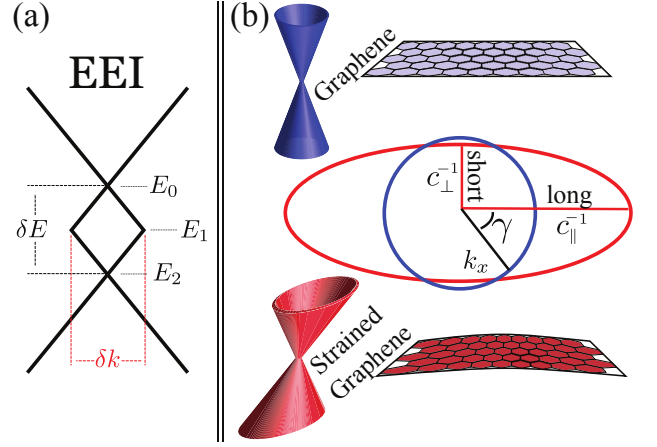 (a)
EEI
E₀
δE
E₁
E₂
δk
(b)
Graphene
c⊥⁻¹
short
long
c∥⁻¹
γ
kₓ
Strained
Graphene